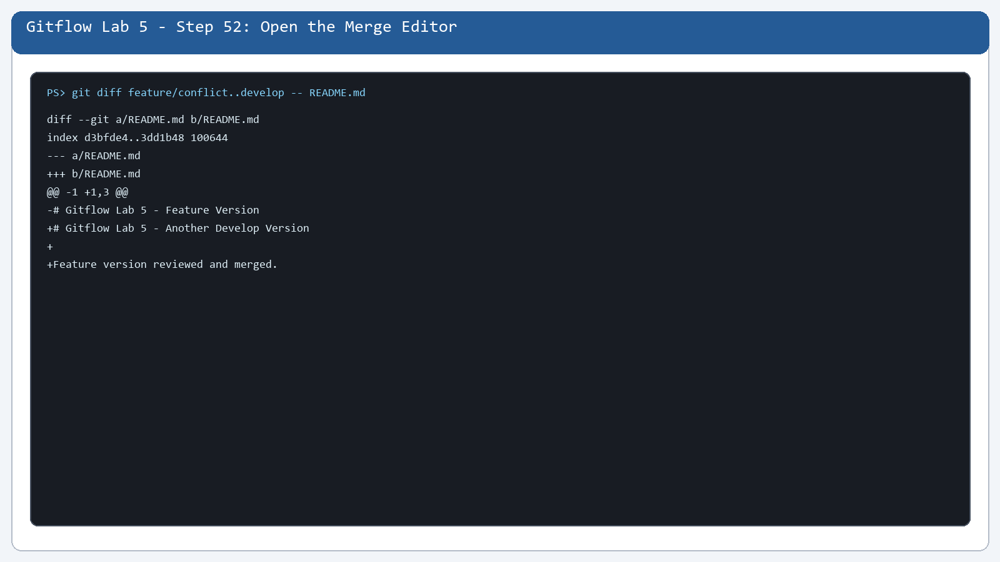 Gitflow Lab 5 - Step 52: Open the Merge Editor
PS> git diff feature/conflict..develop -- README.md
diff --git a/README.md b/README.md
index d3bfde4..3dd1b48 100644
--- a/README.md
+++ b/README.md
@@ -1 +1,3 @@
-# Gitflow Lab 5 - Feature Version
+# Gitflow Lab 5 - Another Develop Version
+
+Feature version reviewed and merged.